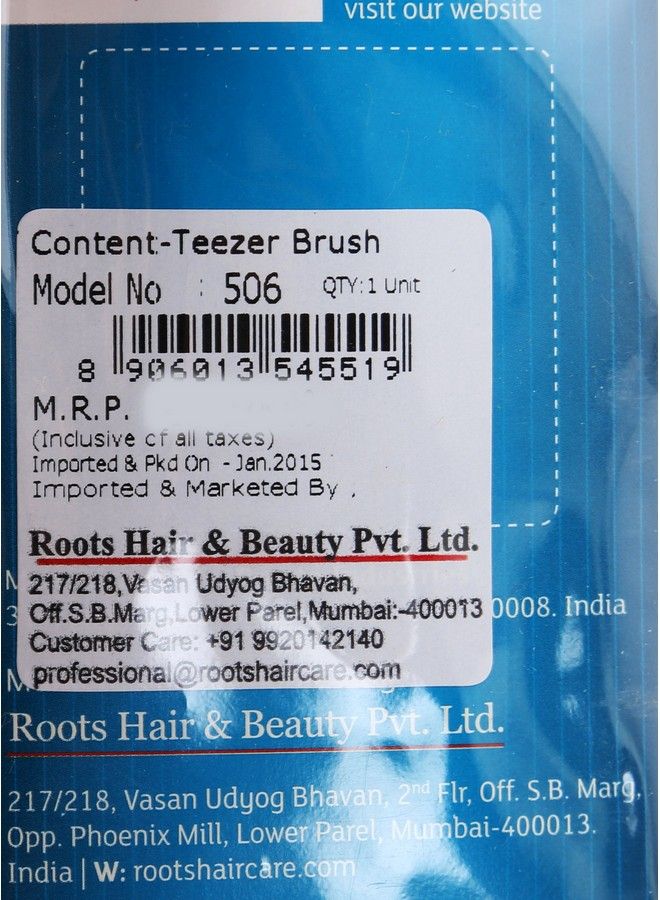 visit our website
Content:-Teezer Brush
Model No : 506 QTY:1 Unit
8 906013 545519
M.R.P.
(Inclusive of all taxes)
Imported & Pkd On - Jan.2015
Imported & Marketed By ,
Roots Hair & Beauty Pvt. Ltd.
217/218,Vasan Udyog Bhavan,
Off.S.B.Marg,Lower Parel,Mumbai:-400013 0008. India
Customer Care: +91 9920142140
professional@rootshaircare.com
Roots Hair & Beauty Pvt. Ltd.
217/218, Vasan Udyog Bhavan, 2nd Flr, Off. S.B. Marg,
Opp. Phoenix Mill, Lower Parel, Mumbai-400013.
India | W: rootshaircare.com